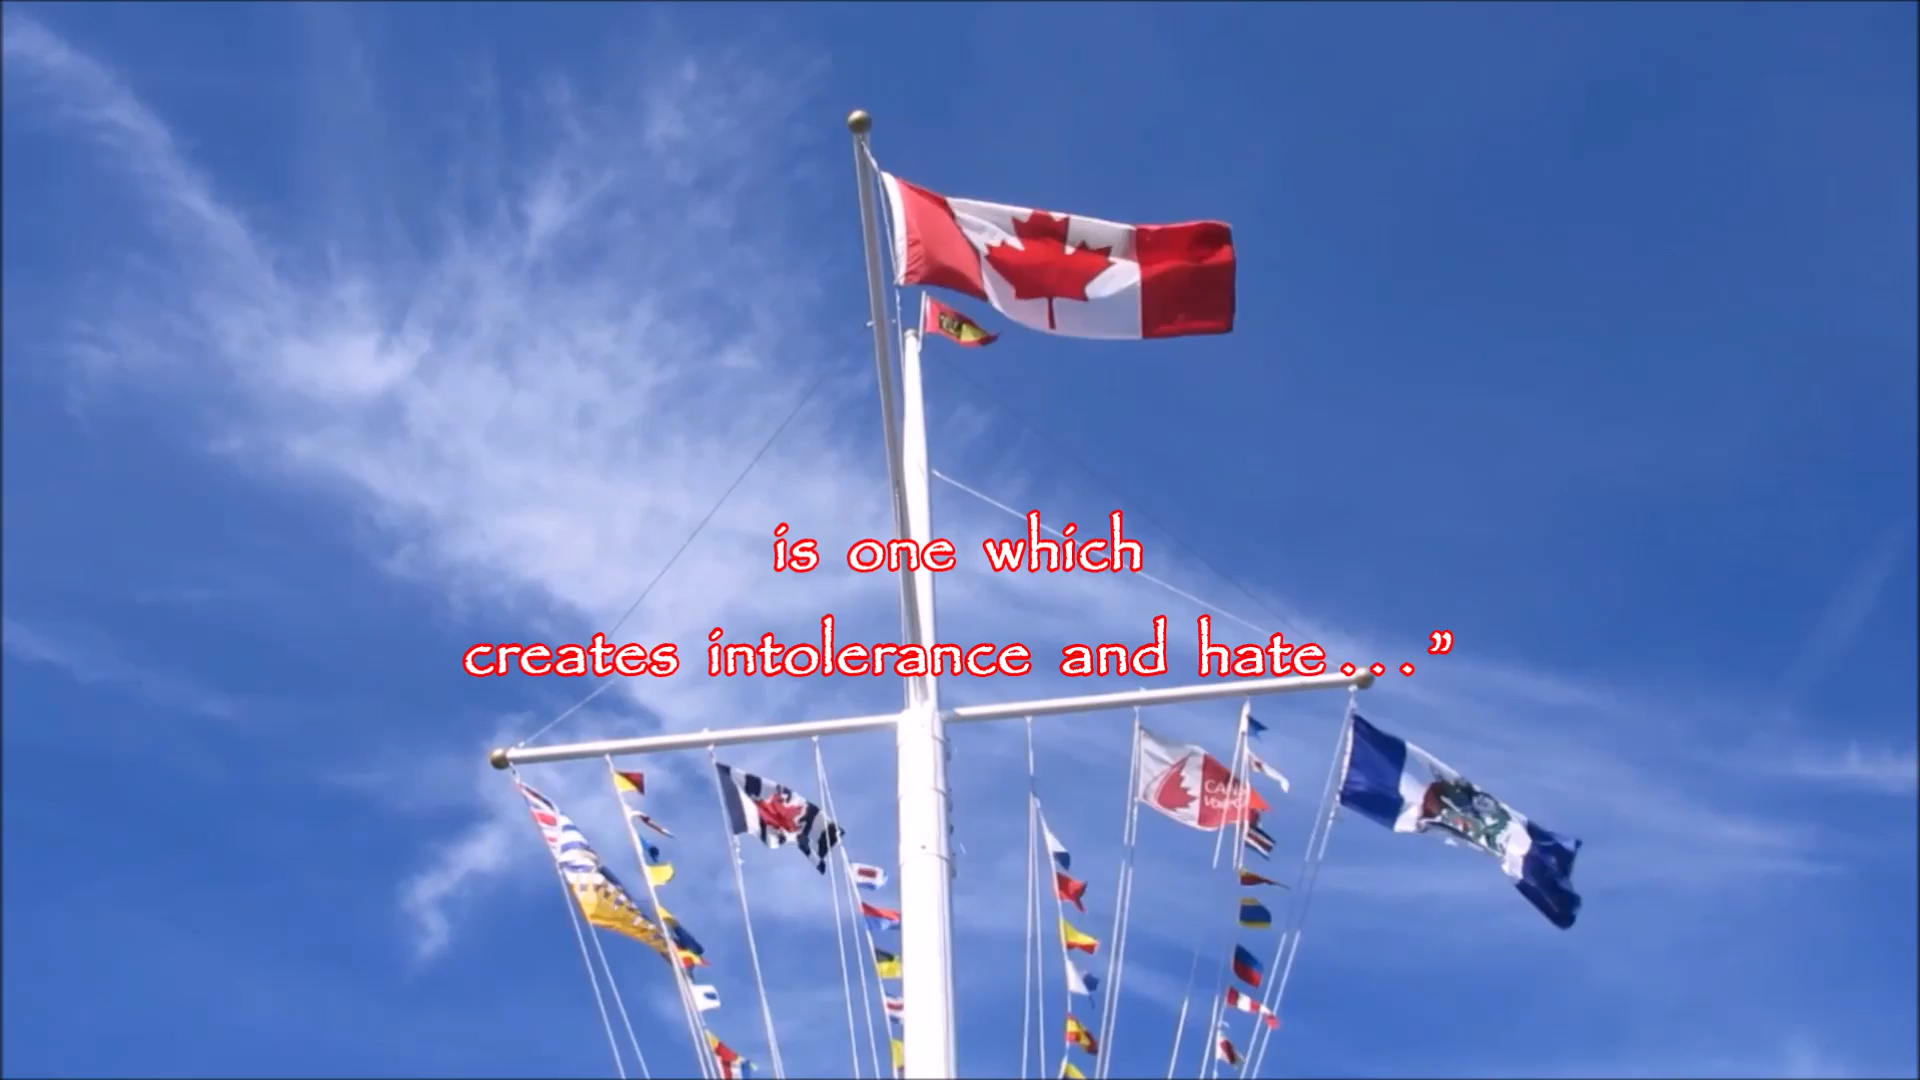 is one which
creates intolerance and hate...”